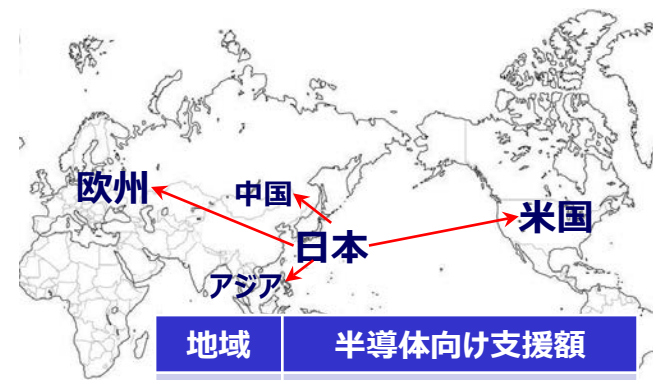 欧州
中国
米国
日本
アジア
地域 半導体向け支援額